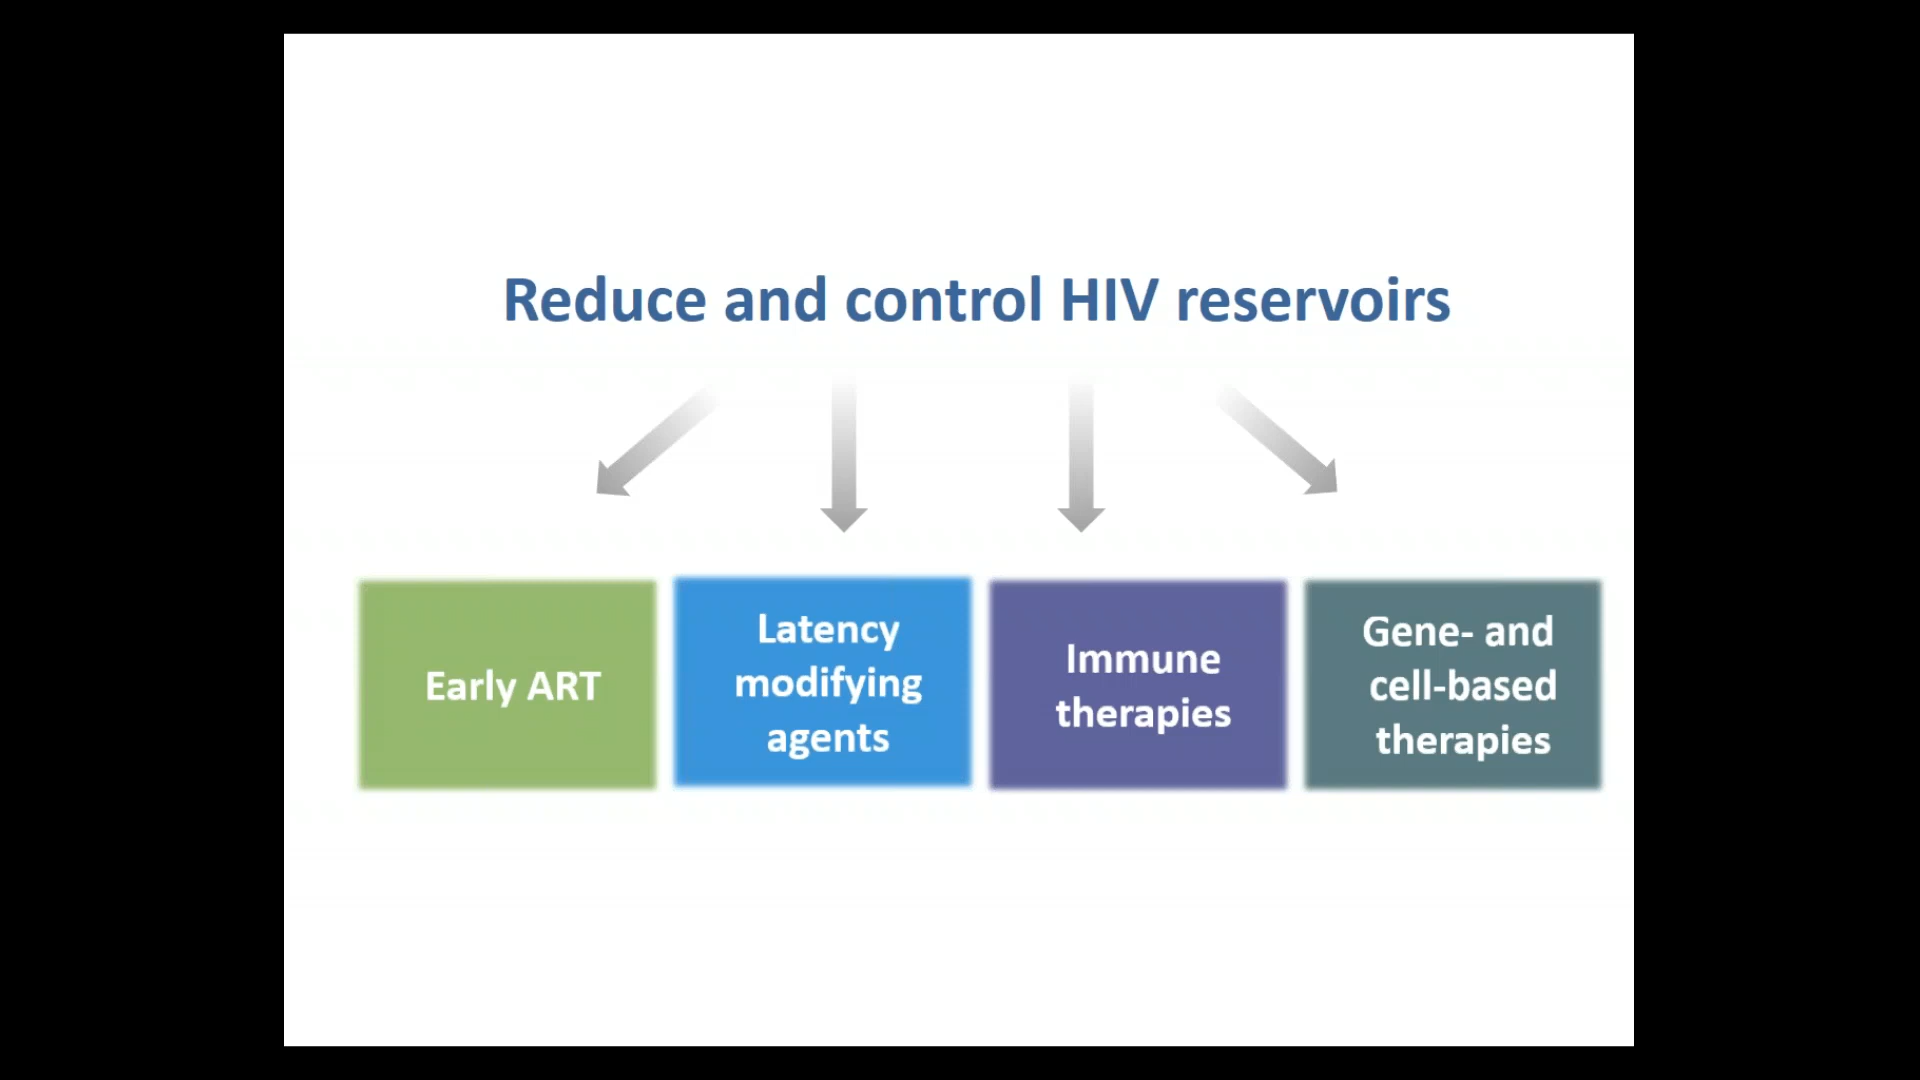 Reduce and control HIV reservoirs
Early ART
Latency
modifying
agents
Immune
therapies
Gene- and
cell-based
therapies